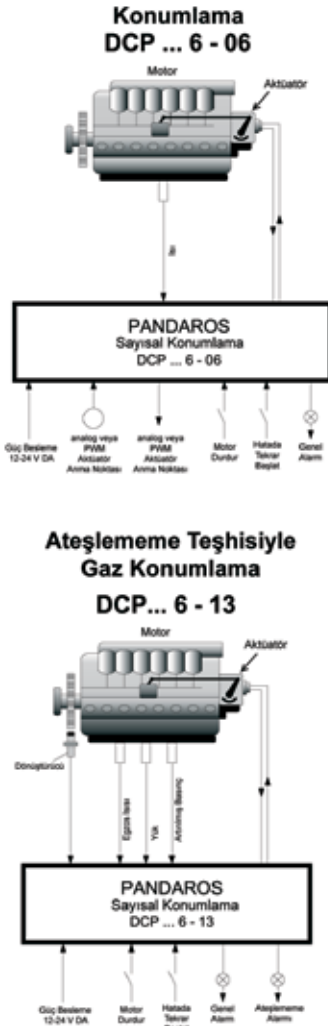 Konumlama
DCP ... 6 - 06
Motor
Aktüatör
Isı
PANDAROS
Sayısal Konumlama
DCP ... 6 - 06
Güç Besleme
12-24 V DA
analog veya
PWM
Aktüatör
Anma Noktası
analog veya
PWM
Aktüatör
Anma Noktası
Motor
Durdur
Hatada
Tekrar
Başlat
Genel
Alarm
Ateşlememe Teşhisiyle
Gaz Konumlama
DCP... 6 - 13
Motor
Aktüatör
Dönüştürücü
Egzos Isısı
Yük
Artırılmış Basınç
PANDAROS
Sayısal Konumlama
DCP ... 6 - 13
Güç Besleme
12-24 V DA
Motor
Durdur
Hatada
Tekrar
Genel
Alarm
Ateşlememe
Alarmı